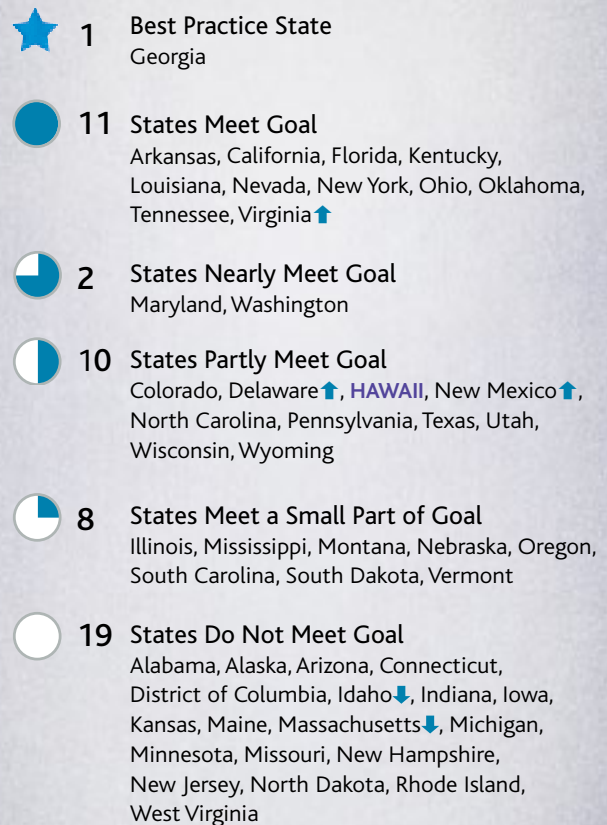 1 Best Practice State
Georgia
11 States Meet Goal
Arkansas, California, Florida, Kentucky,
Louisiana, Nevada, New York, Ohio, Oklahoma,
Tennessee, Virginia⬆
2 States Nearly Meet Goal
Maryland, Washington
10 States Partly Meet Goal
Colorado, Delaware⬆, HAWAII, New Mexico⬆,
North Carolina, Pennsylvania, Texas, Utah,
Wisconsin, Wyoming
8 States Meet a Small Part of Goal
Illinois, Mississippi, Montana, Nebraska, Oregon,
South Carolina, South Dakota, Vermont
19 States Do Not Meet Goal
Alabama, Alaska, Arizona, Connecticut,
District of Columbia, Idaho⬇, Indiana, Iowa,
Kansas, Maine, Massachusetts⬇, Michigan,
Minnesota, Missouri, New Hampshire,
New Jersey, North Dakota, Rhode Island,
West Virginia